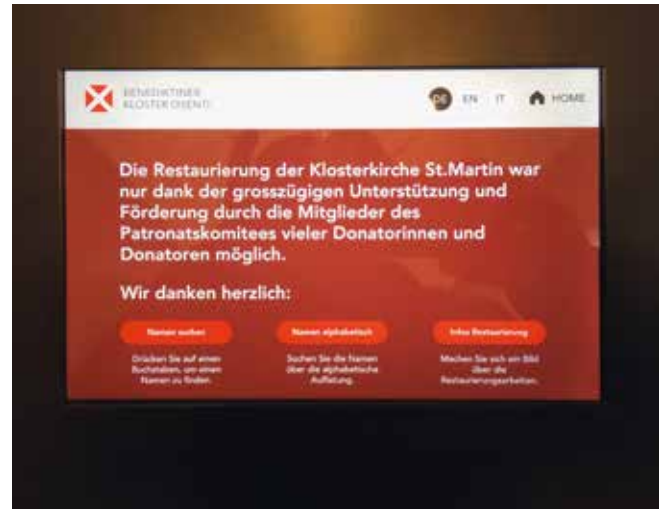 BENEDIKTINER
KLOSTER DISENTIS
DE EN IT HOME
Die Restaurierung der Klosterkirche St.Martin war
nur dank der grosszügigen Unterstützung und
Förderung durch die Mitglieder des
Patronatskomitees vieler Donatorinnen und
Donatoren möglich.
Wir danken herzlich:
Namen suchen
Namen alphabetisch
Infos Restaurierung
Drücken Sie auf einen
Buchstaben, um einen
Namen zu finden.
Suchen Sie die Namen
über die alphabetische
Auflistung.
Machen Sie sich ein Bild
über die
Restaurierungsarbeiten.